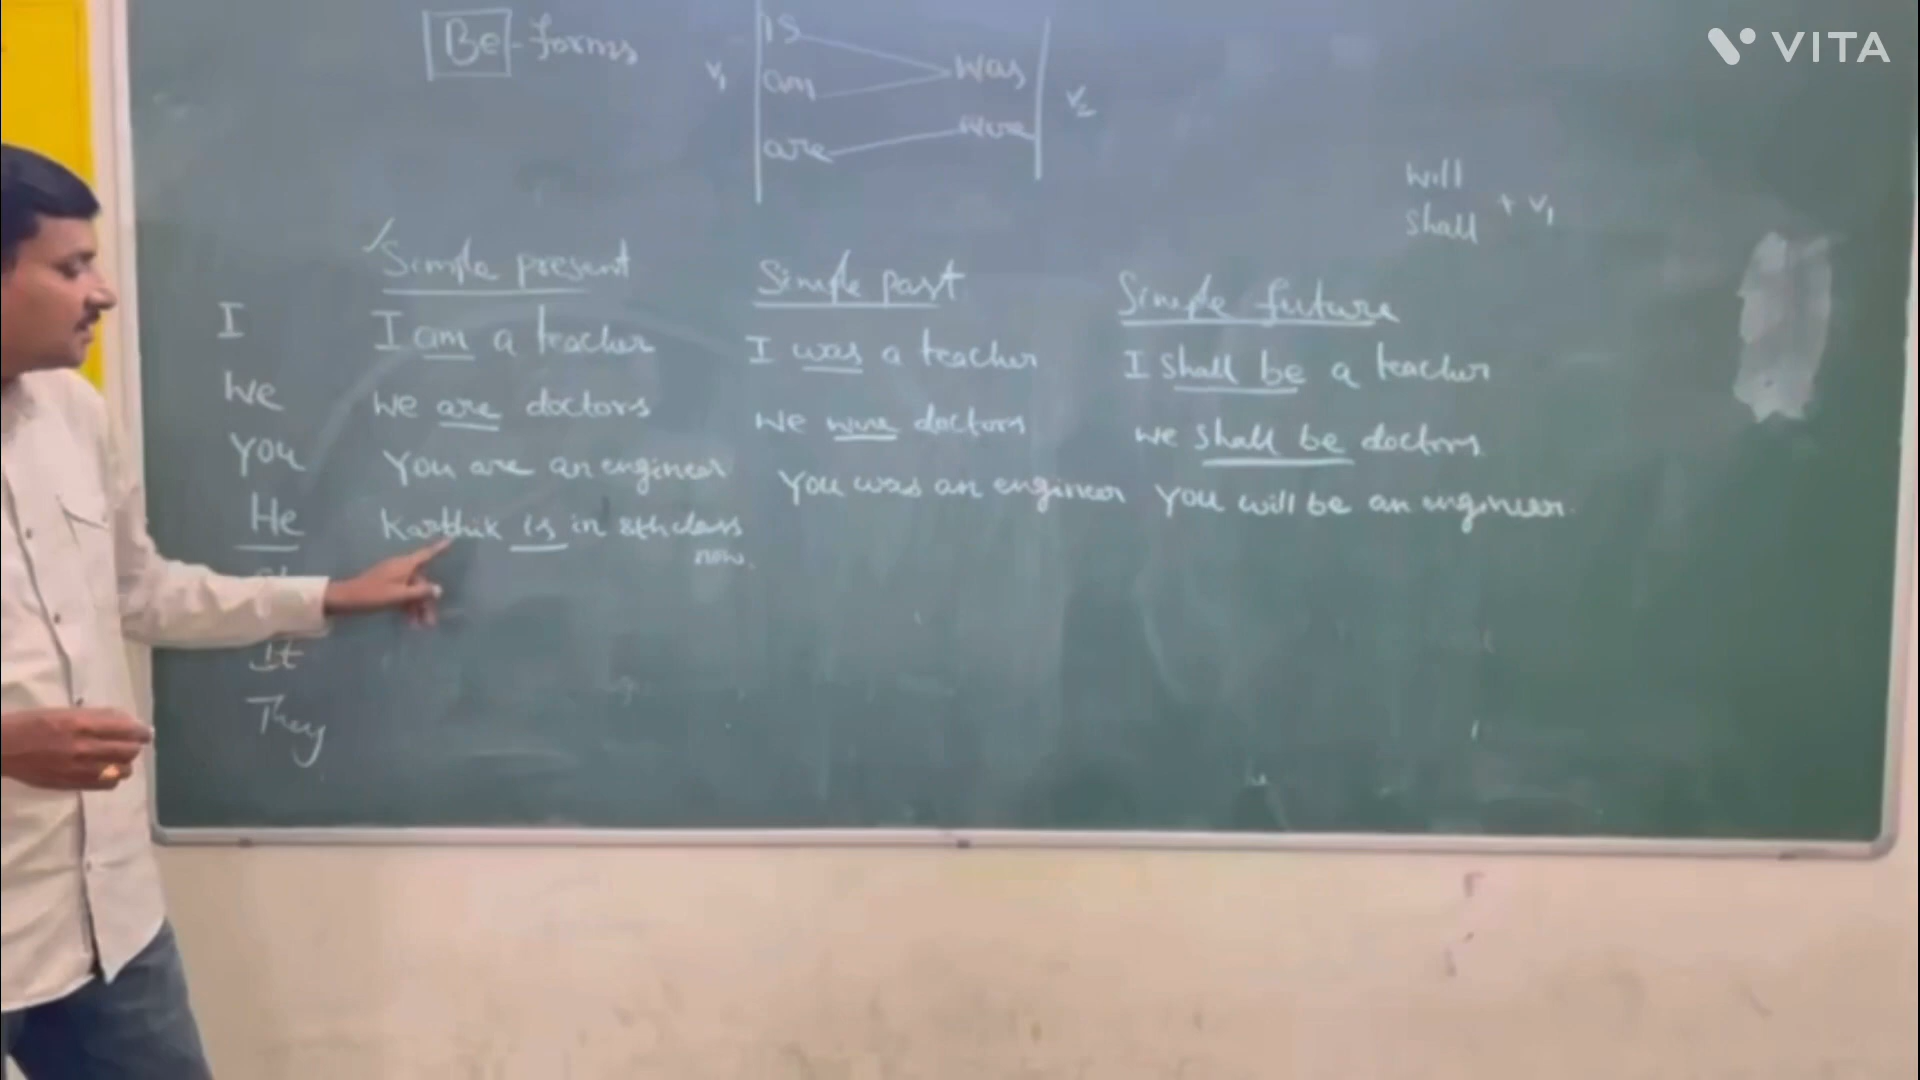 Be - forms
V1
is
am
are
was
were
V2
VITA
will
shall
+ V1
I
We
You
He
It
They
Simple present
I am a teacher
We are doctors
You are an engineer
Karthik is in 8th class
now.
Simple past
I was a teacher
We were doctors
You was an engineer
Simple future
I shall be a teacher
We shall be doctors.
You will be an engineer.